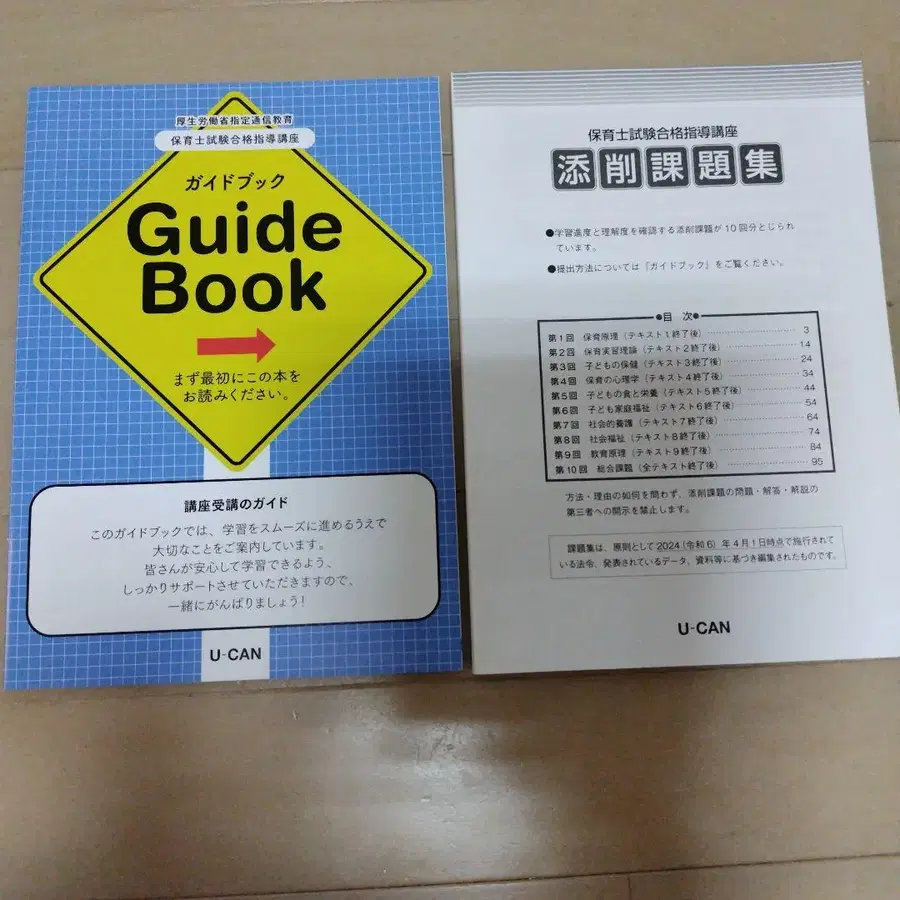 厚生労働省指定通信教育
保育士試験合格指導講座
ガイドブック
Guide
Book
まず最初にこの本を
お読みください。
講座受講のガイド
このガイドブックでは、学習をスムーズに進めるうえで
大切なことをご案内しています。
皆さんが安心して学習できるよう、
しっかりサポートさせていただきますので、
一緒にがんばりましょう!
U-CAN
保育士試験合格指導講座
添削課題集
●学習進度と理解度を確認する添削課題が10回分とじられ
ています。
●提出方法については『ガイドブック』をご覧ください。
●目 次●
第1回 保育原理(テキスト1終了後) 3
第2回 保育実習理論(テキスト2終了後) 14
第3回 子どもの保健(テキスト3終了後) 24
第4回 保育の心理学(テキスト4終了後) 34
第5回 子どもの食と栄養(テキスト5終了後) 44
第6回 子ども家庭福祉(テキスト6終了後) 54
第7回 社会的養護(テキスト7終了後) 64
第8回 社会福祉(テキスト8終了後) 74
第9回 教育原理(テキスト9終了後) 84
第10回 総合課題(全テキスト終了後) 95
方法・理由の如何を問わず、添削課題の問題・解答・解説の
第三者への開示を禁止します。
課題集は、原則として2024(令和6)年4月1日時点で施行されて
いる法令、発表されているデータ、資料等に基づき編集されたものです。
U-CAN